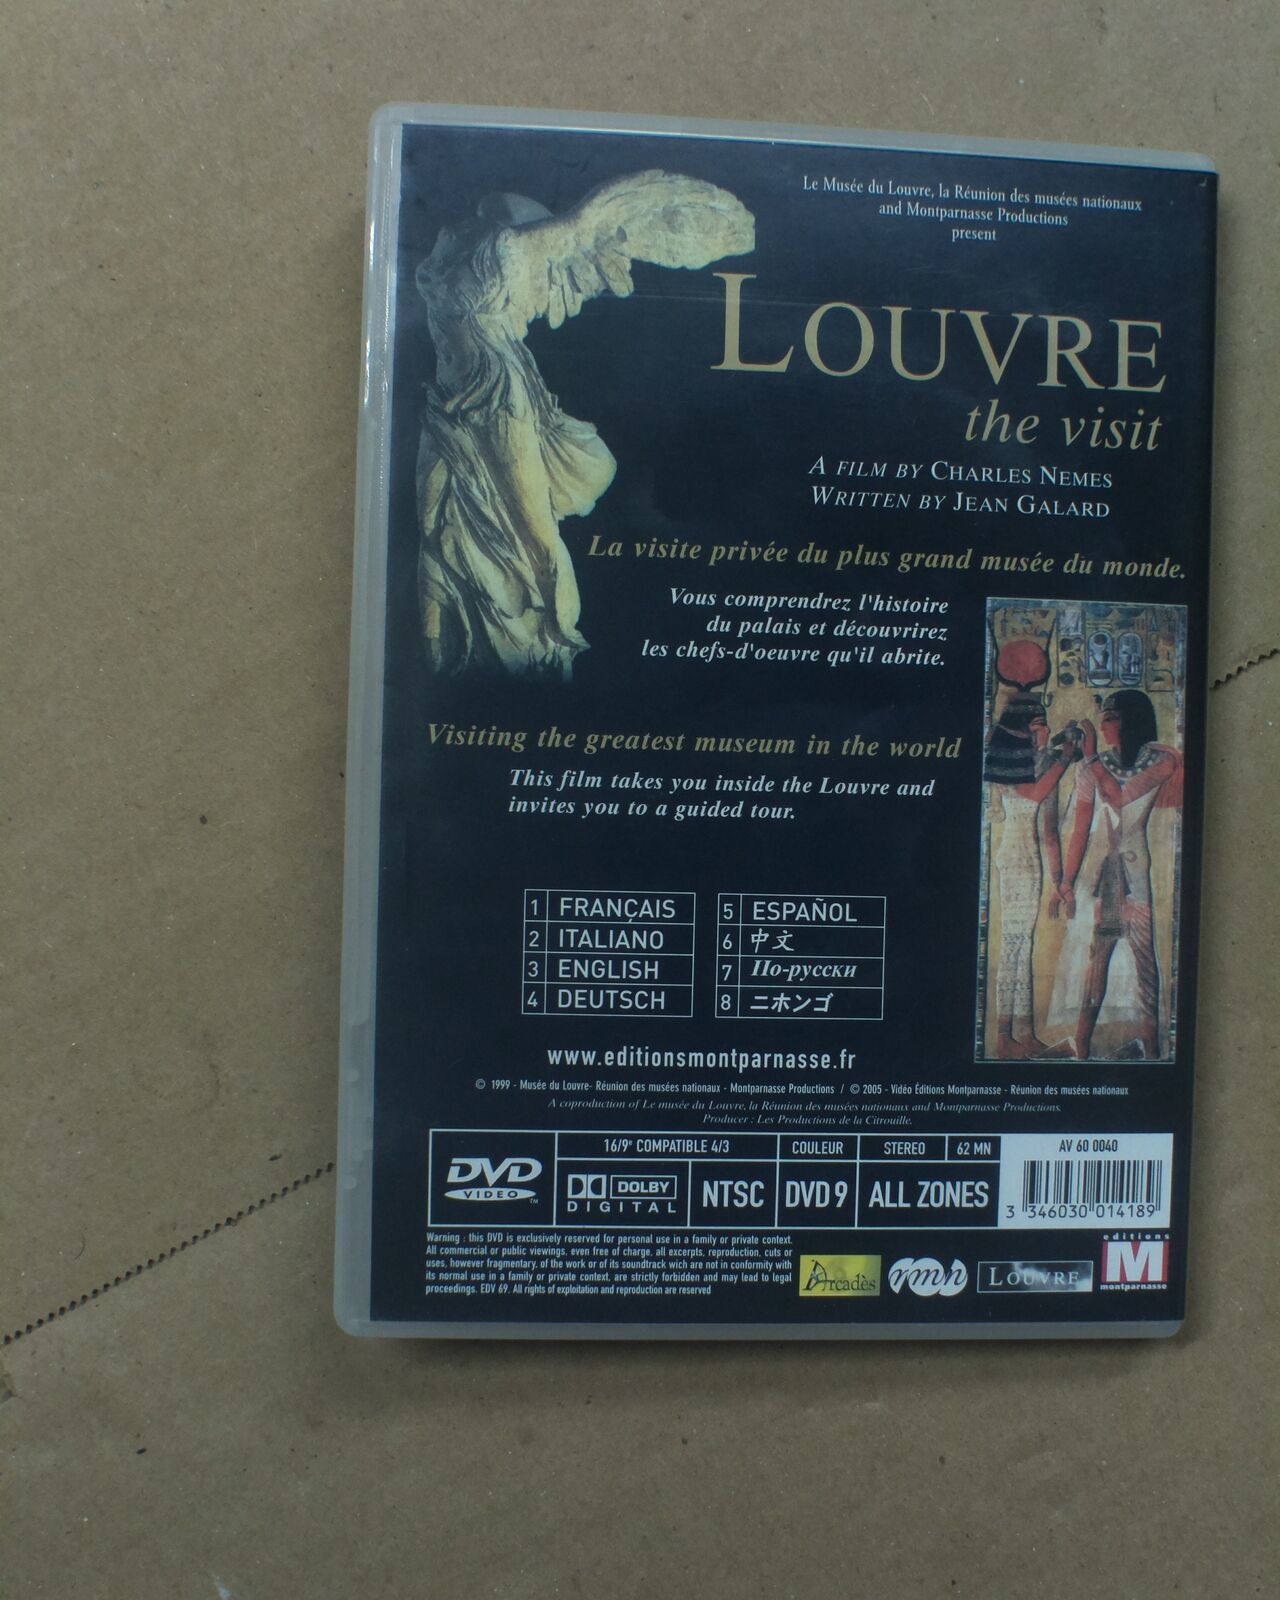 Le Musée du Louvre, la Réunion des musées nationaux
and Montparnasse Productions
present
LOUVRE
the visit
A FILM BY CHARLES NEMES
WRITTEN BY JEAN GALARD
La visite privée du plus grand musée du monde.
Vous comprendrez l'histoire
du palais et découvrirez
les chefs-d'oeuvre qu'il abrite.
Visiting the greatest museum in the world
This film takes you inside the Louvre and
invites you to a guided tour.
1 FRANÇAIS
2 ITALIANO
3 ENGLISH
4 DEUTSCH
5 ESPAÑOL
6 中文
7 По-русски
8 ニホンゴ
www.editionsmontparnasse.fr
© 1999 - Musée du Louvre- Réunion des musées nationaux - Montparnasse Productions / © 2005 - Vidéo Éditions Montparnasse - Réunion des musées nationaux
A coproduction of Le musée du Louvre, la Réunion des musées nationaux and Montparnasse Productions.
Producer : Les Productions de la Citrouille.
DVD VIDEO TM
16/9e COMPATIBLE 4/3
COULEUR
STEREO
62 MN
DOLBY DIGITAL
NTSC
DVD 9
ALL ZONES
AV 60 0040
3 346030 014189
Warning : this DVD is exclusively reserved for personal use in a family or private context.
All commercial or public viewings, even free of charge, all excerpts, reproduction, cuts or
uses, however fragmentary, of the work or of its soundtrack wich are not in conformity with
its normal use in a family or private context, are strictly forbidden and may lead to legal
proceedings. EDV 69. All rights of exploitation and reproduction are reserved
Arcadès
rmn
LOUVRE
editions
M
montparnasse